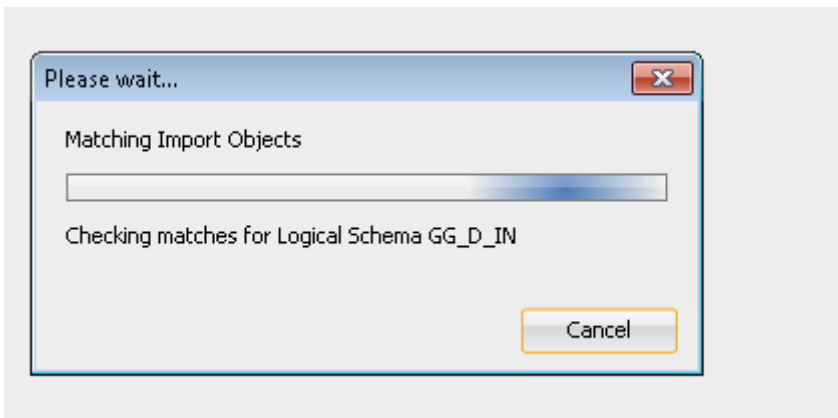 Please wait...
Matching Import Objects
Checking matches for Logical Schema GG_D_IN
Cancel